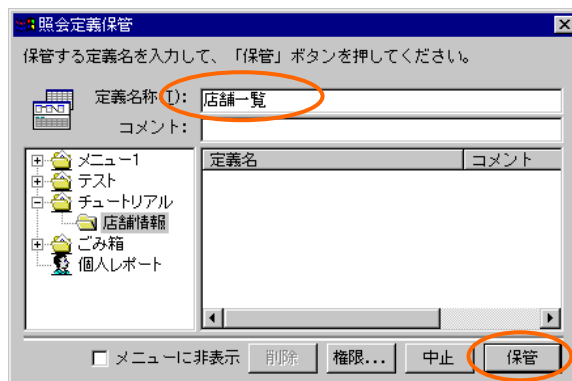 照会定義保管
保管する定義名を入力して、「保管」ボタンを押してください。
定義名称(T): 店舗一覧
コメント:
定義名 コメント
メニュー1
テスト
チュートリアル
店舗情報
ごみ箱
個人レポート
メニューに非表示 削除 権限... 中止 保管